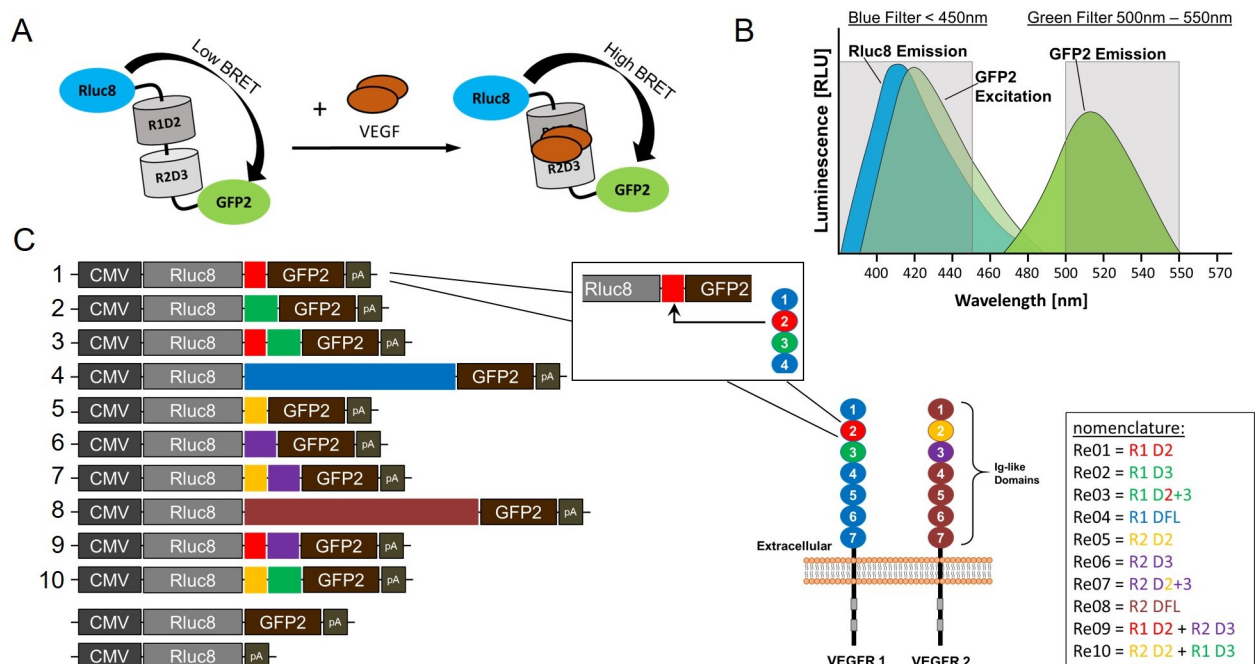 A
Low BRET
Rluc8
R1D2
R2D3
GFP2
+
VEGF
High BRET
Rluc8
R2D3
GFP2
B
Blue Filter < 450nm
Green Filter 500nm – 550nm
Rluc8 Emission
GFP2 Emission
GFP2
Excitation
Luminescence [RLU]
400 420 440 460 480 500 520 540 550 570
Wavelength [nm]
C
1 CMV Rluc8 GFP2 pA
2 CMV Rluc8 GFP2 pA
3 CMV Rluc8 GFP2 pA
4 CMV Rluc8 GFP2 pA
5 CMV Rluc8 GFP2 pA
6 CMV Rluc8 GFP2 pA
7 CMV Rluc8 GFP2 pA
8 CMV Rluc8 GFP2 pA
9 CMV Rluc8 GFP2 pA
10 CMV Rluc8 GFP2 pA
CMV Rluc8 GFP2 pA
CMV Rluc8 pA
Rluc8 GFP2
1
2
3
4
1 1
2 2
3 3
4 4
5 5
6 6
7 7
Ig-like
Domains
Extracellular
VEGFR 1 VEGFR 2
nomenclature:
Re01 = R1 D2
Re02 = R1 D3
Re03 = R1 D2+3
Re04 = R1 DFL
Re05 = R2 D2
Re06 = R2 D3
Re07 = R2 D2+3
Re08 = R2 DFL
Re09 = R1 D2 + R2 D3
Re10 = R2 D2 + R1 D3